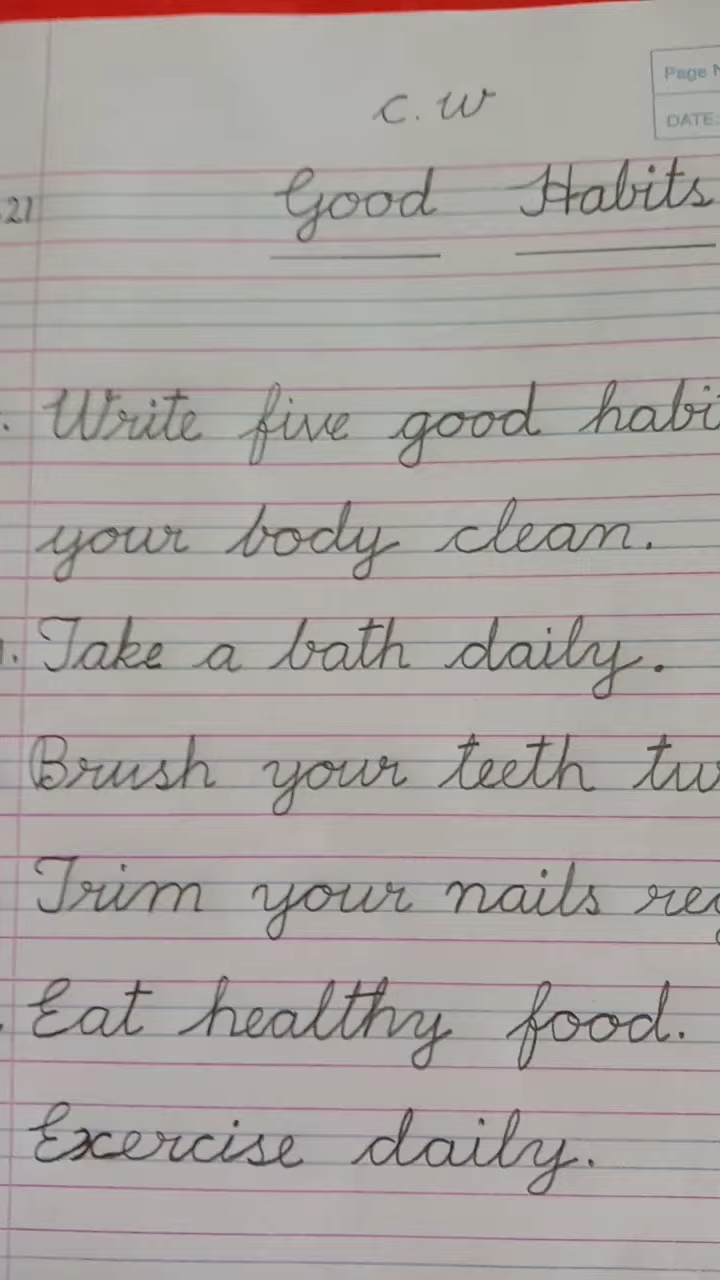 Page N
DATE:
C.W
.21
Good Habits
Write five good habi
your body clean.
Take a bath daily.
Brush your teeth tw
Trim your nails reg
Eat healthy food.
Exercise daily.